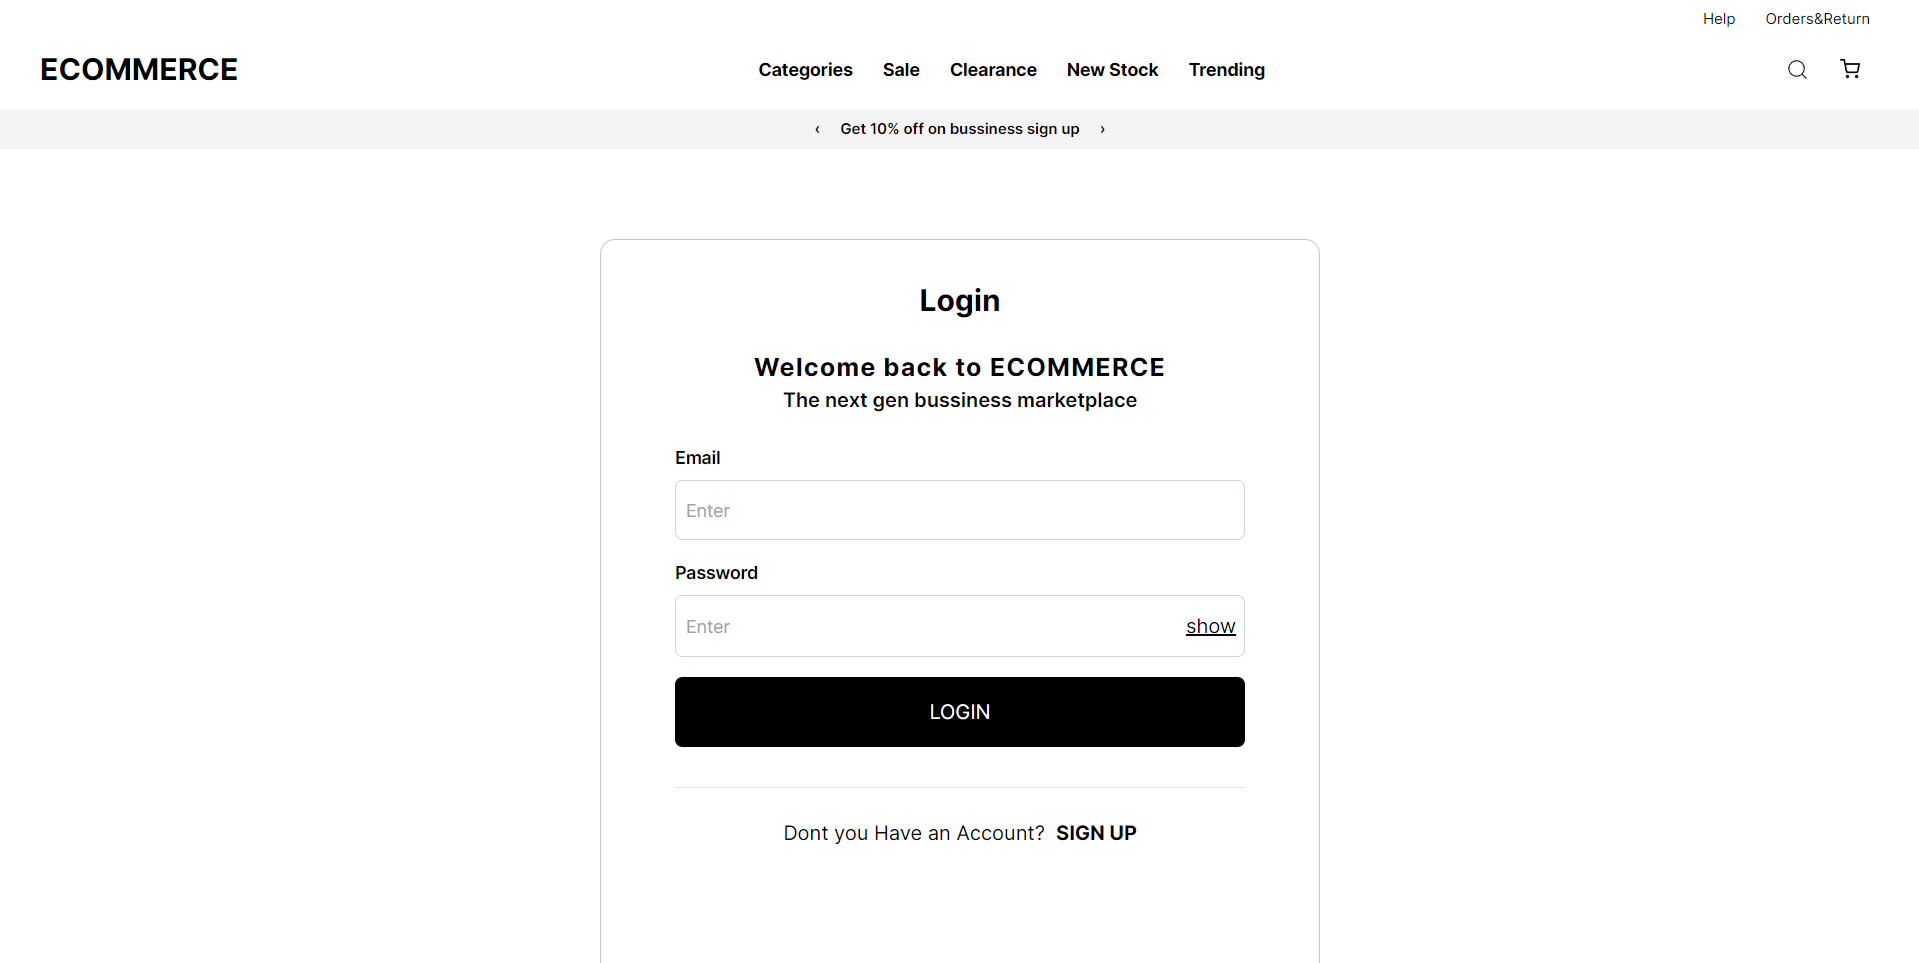 Help Orders&Return
ECOMMERCE Categories Sale Clearance New Stock Trending
‹ Get 10% off on bussiness sign up ›
Login
Welcome back to ECOMMERCE
The next gen bussiness marketplace
Email
Enter
Password
Enter show
LOGIN
Dont you Have an Account? SIGN UP